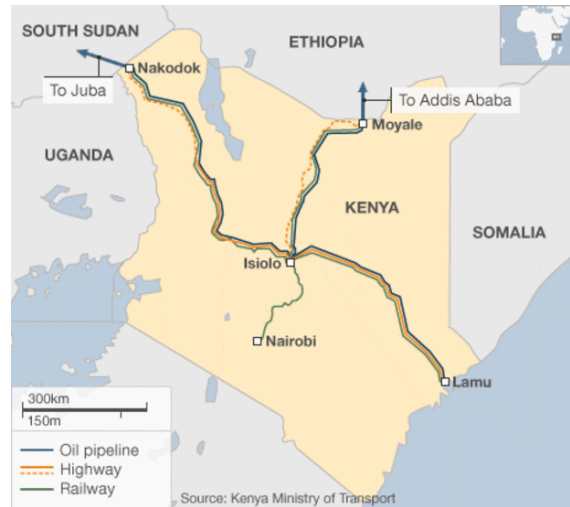 SOUTH SUDAN
ETHIOPIA
Nakodok
To Juba
To Addis Ababa
Moyale
UGANDA
KENYA
SOMALIA
Isiolo
Nairobi
Lamu
300km
150m
Oil pipeline
Highway
Railway
Source: Kenya Ministry of Transport